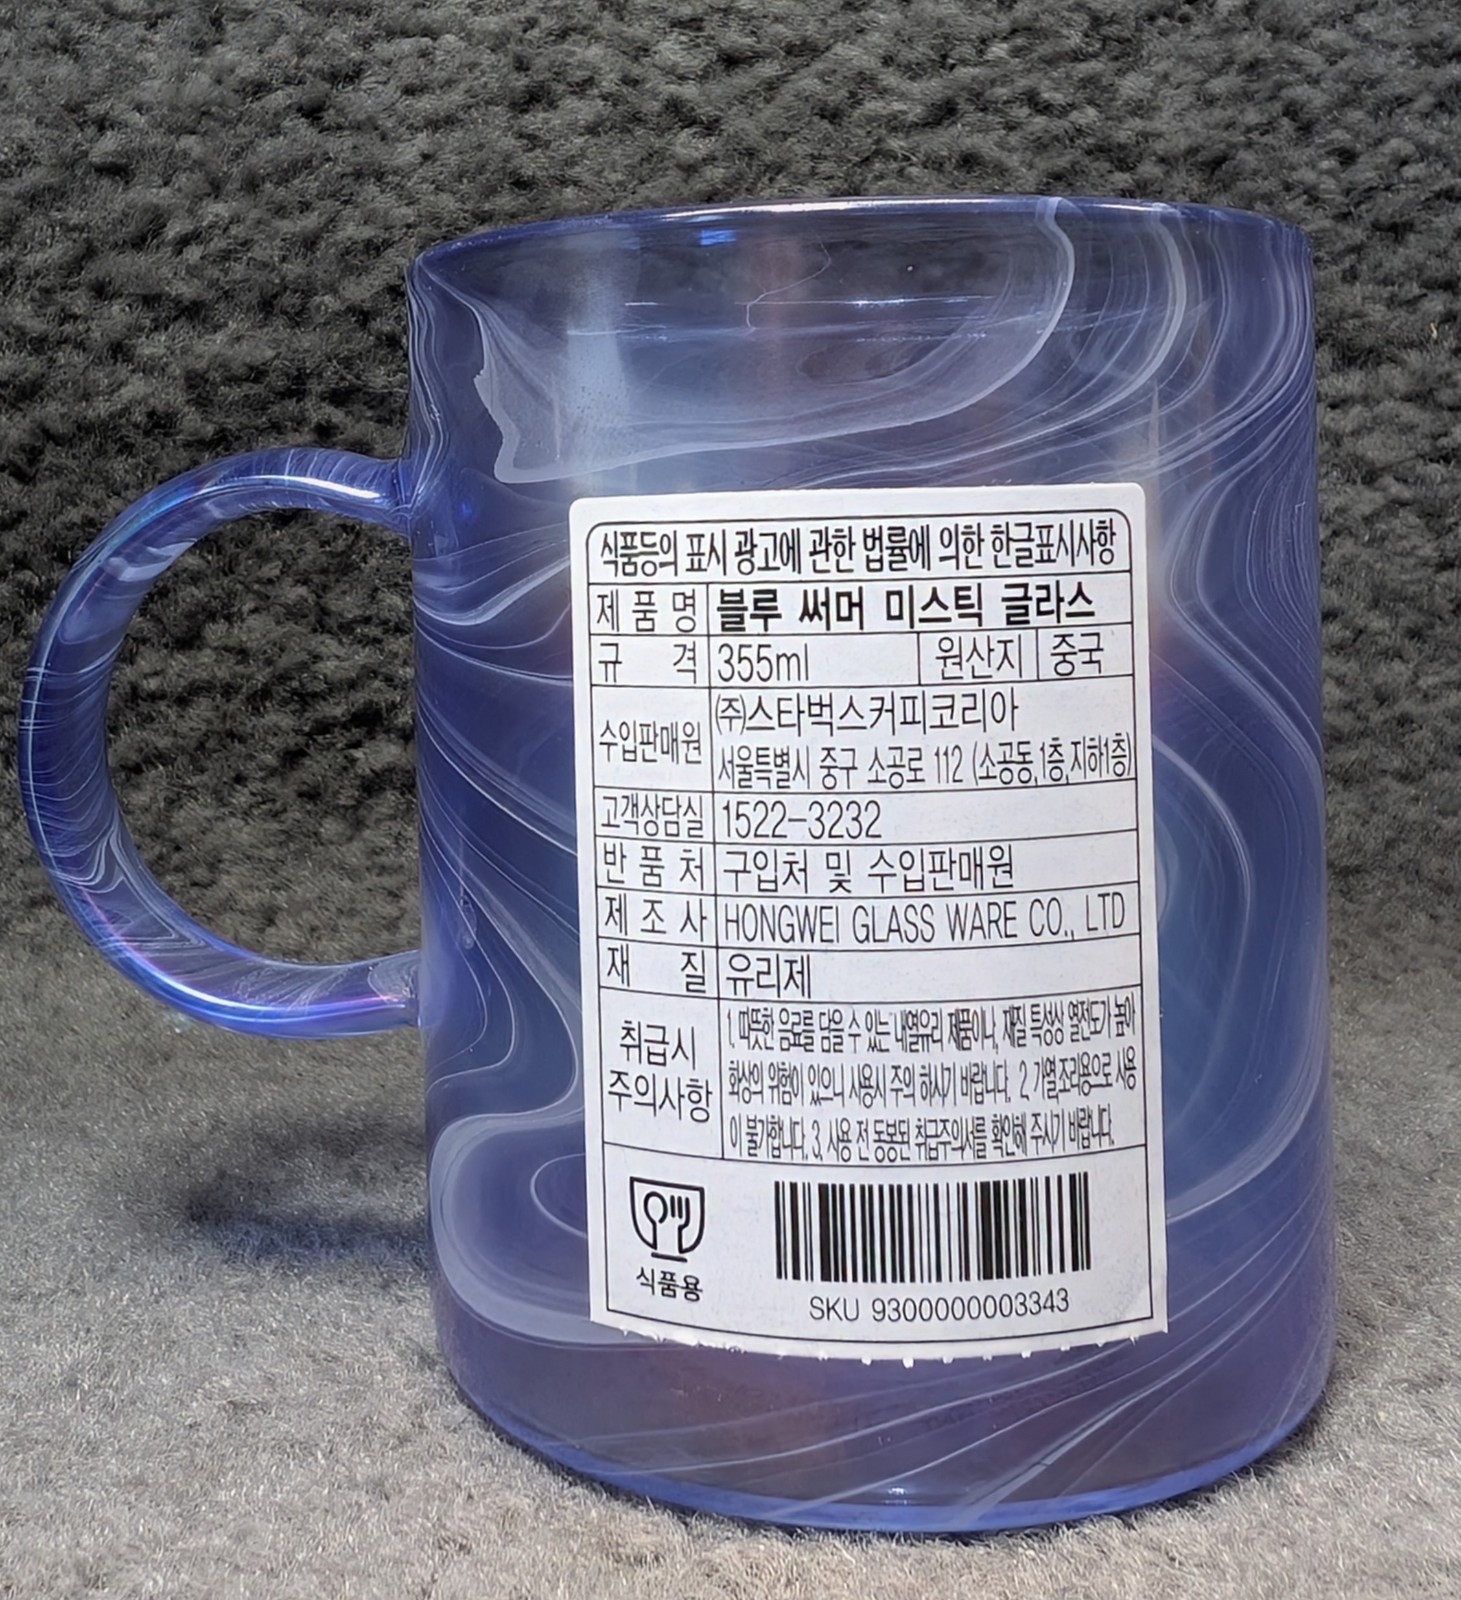 식품등의 표시 광고에 관한 법률에 의한 한글표시사항
제품명 블루 써머 미스틱 글라스
규격 355ml 원산지 중국
수입판매원 ㈜스타벅스커피코리아
서울특별시 중구 소공로 112 (소공동,1층,지하1층)
고객상담실 1522-3232
반품처 구입처 및 수입판매원
제조사 HONGWEI GLASS WARE CO., LTD
재질 유리제
취급시
주의사항
1. 따뜻한 음료를 담을 수 있는 내열유리 제품이나, 재질 특성상 열전도가 높아
화상의 위험이 있으니 사용시 주의 하시기 바랍니다. 2. 가열조리용으로 사용
이 불가합니다. 3. 사용 전 동봉된 취급주의서를 확인해 주시기 바랍니다.
식품용
SKU 9300000003343